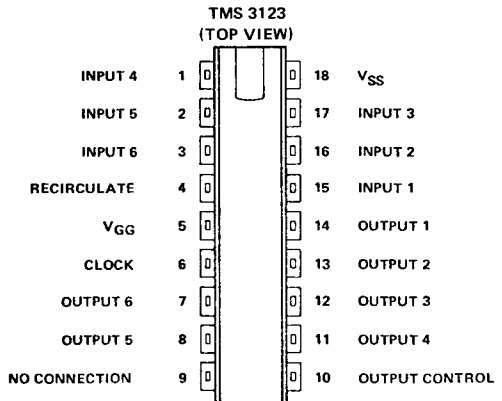 TMS 3123
(TOP VIEW)
INPUT 4 1 18 VSS
INPUT 5 2 17 INPUT 3
INPUT 6 3 16 INPUT 2
RECIRCULATE 4 15 INPUT 1
VGG 5 14 OUTPUT 1
CLOCK 6 13 OUTPUT 2
OUTPUT 6 7 12 OUTPUT 3
OUTPUT 5 8 11 OUTPUT 4
NO CONNECTION 9 10 OUTPUT CONTROL